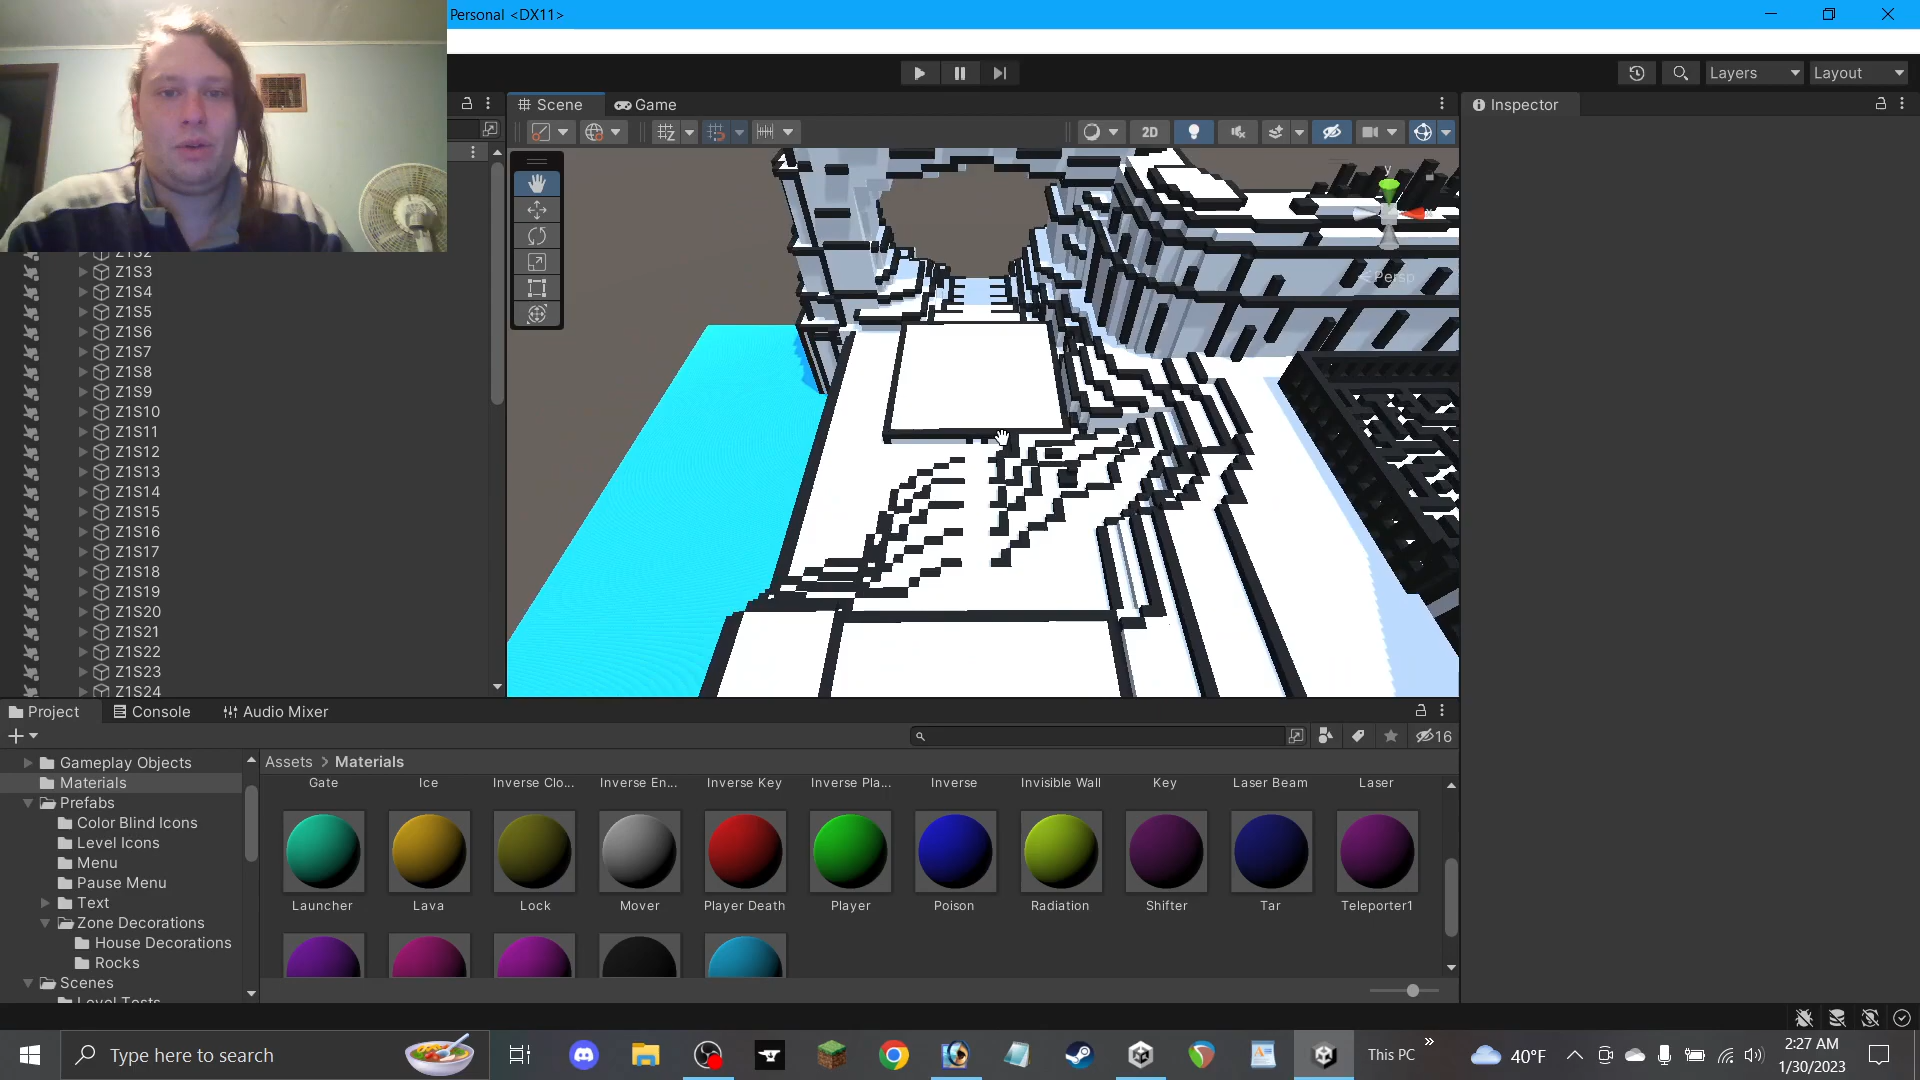 Personal <DX11>
Layers
Layout
Scene
Game
Inspector
2D
y
Persp
Z1S2
Z1S3
Z1S4
Z1S5
Z1S6
Z1S7
Z1S8
Z1S9
Z1S10
Z1S11
Z1S12
Z1S13
Z1S14
Z1S15
Z1S16
Z1S17
Z1S18
Z1S19
Z1S20
Z1S21
Z1S22
Z1S23
Z1S24
Project
Console
Audio Mixer
16
Gameplay Objects
Materials
Prefabs
Color Blind Icons
Level Icons
Menu
Pause Menu
Text
Zone Decorations
House Decorations
Rocks
Scenes
Level Tests
Assets > Materials
Gate Ice Inverse Clo... Inverse En... Inverse Key Inverse Pla... Inverse Invisible Wall Key Laser Beam Laser
Launcher Lava Lock Mover Player Death Player Poison Radiation Shifter Tar Teleporter1
Type here to search
This PC
40°F
2:27 AM
1/30/2023